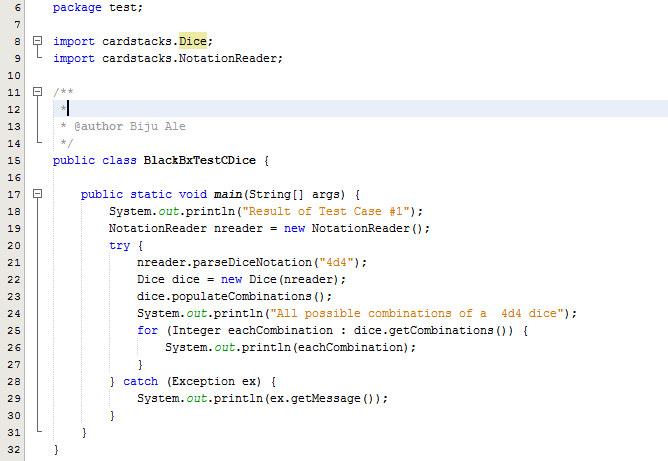 6 package test;
7
8 import cardstacks.Dice;
9 import cardstacks.NotationReader;
10
11 /**
12 *
13 * @author Biju Ale
14 */
15 public class BlackBxTestCDice {
16
17 public static void main(String[] args) {
18 System.out.println("Result of Test Case #1");
19 NotationReader nreader = new NotationReader();
20 try {
21 nreader.parseDiceNotation("4d4");
22 Dice dice = new Dice(nreader);
23 dice.populateCombinations();
24 System.out.println("All possible combinations of a  4d4 dice");
25 for (Integer eachCombination : dice.getCombinations()) {
26 System.out.println(eachCombination);
27 }
28 } catch (Exception ex) {
29 System.out.println(ex.getMessage());
30 }
31 }
32 }